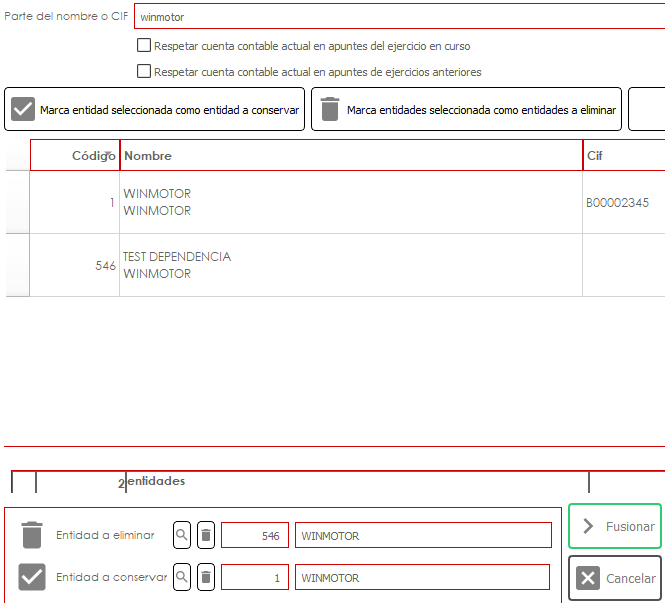 Parte del nombre o CIF winmotor
Respetar cuenta contable actual en apuntes del ejercicio en curso
Respetar cuenta contable actual en apuntes de ejercicios anteriores
Marca entidad seleccionada como entidad a conservar Marca entidades seleccionada como entidades a eliminar
Código Nombre Cif
1 WINMOTOR B00002345
WINMOTOR
546 TEST DEPENDENCIA
WINMOTOR
2 entidades
Entidad a eliminar 546 WINMOTOR Fusionar
Entidad a conservar 1 WINMOTOR Cancelar